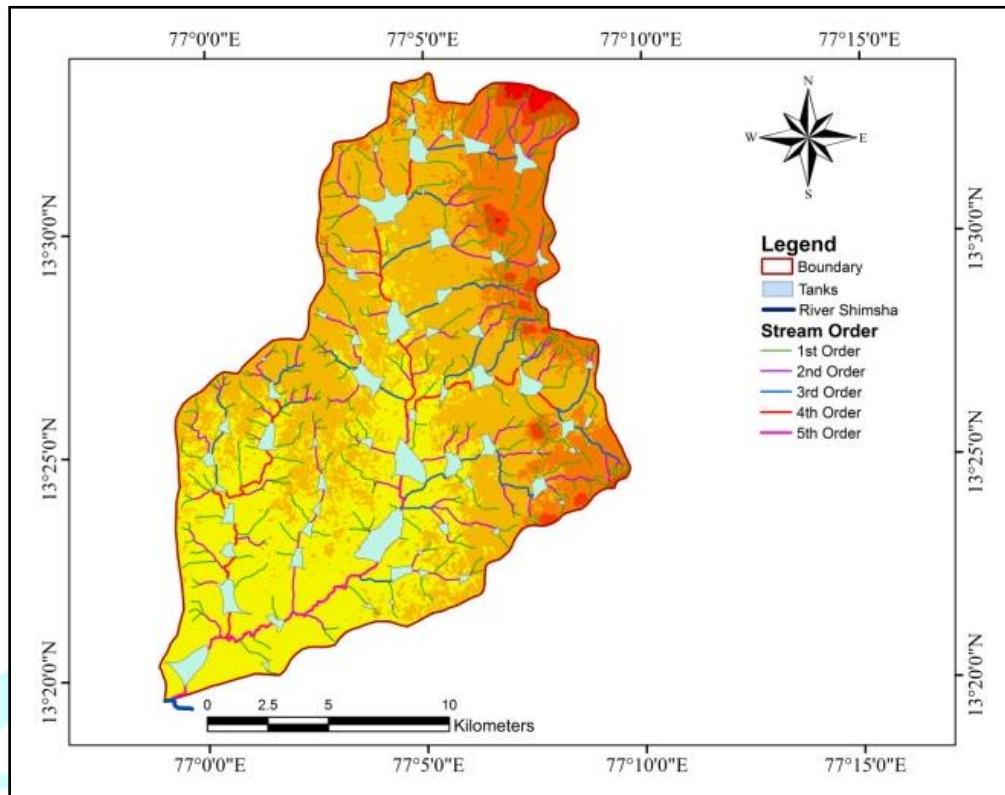 77°0'0"E 77°5'0"E 77°10'0"E 77°15'0"E
N
W E
S
13°30'0"N 13°30'0"N
Legend
Boundary
Tanks
River Shimsha
Stream Order
1st Order
2nd Order
3rd Order
4th Order
5th Order
13°25'0"N 13°25'0"N
13°20'0"N 13°20'0"N
0 2.5 5 10
Kilometers
77°0'0"E 77°5'0"E 77°10'0"E 77°15'0"E